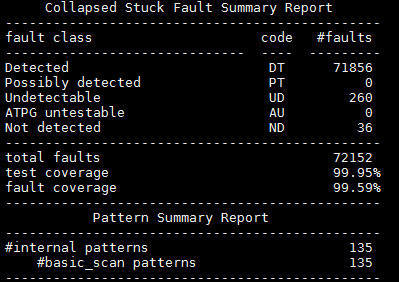 Collapsed Stuck Fault Summary Report
-----------------------------------------------
fault class                     code   #faults
------------------------------  ----  ---------
Detected                         DT      71856
Possibly detected                PT          0
Undetectable                     UD        260
ATPG untestable                  AU          0
Not detected                     ND         36
-----------------------------------------------
total faults                             72152
test coverage                            99.95%
fault coverage                           99.59%
-----------------------------------------------
Pattern Summary Report
-----------------------------------------------
#internal patterns                         135
    #basic_scan patterns                   135
-----------------------------------------------